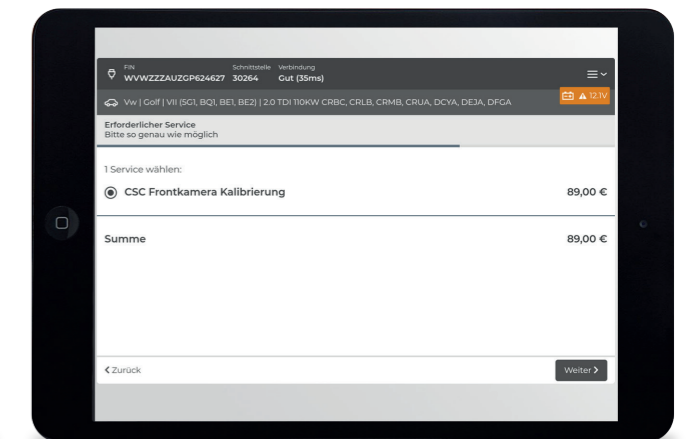 FIN Schnittstelle Verbindung
WVWZZZAUZGP624627 30264 Gut (35ms)
12.1V
Vw | Golf | VII (5G1, BQ1, BE1, BE2) | 2.0 TDI 110KW CRBC, CRLB, CRMB, CRUA, DCYA, DEJA, DFGA
Erforderlicher Service
Bitte so genau wie möglich
1 Service wählen:
CSC Frontkamera Kalibrierung 89,00 €
Summe 89,00 €
Zurück Weiter